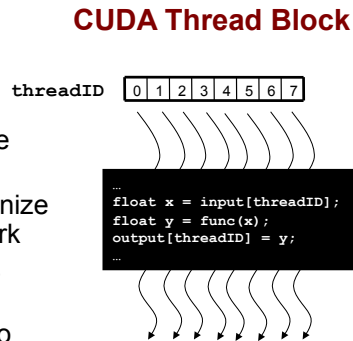 CUDA Thread Block
threadID 0 1 2 3 4 5 6 7
…
float x = input[threadID];
float y = func(x);
output[threadID] = y;
…
rk